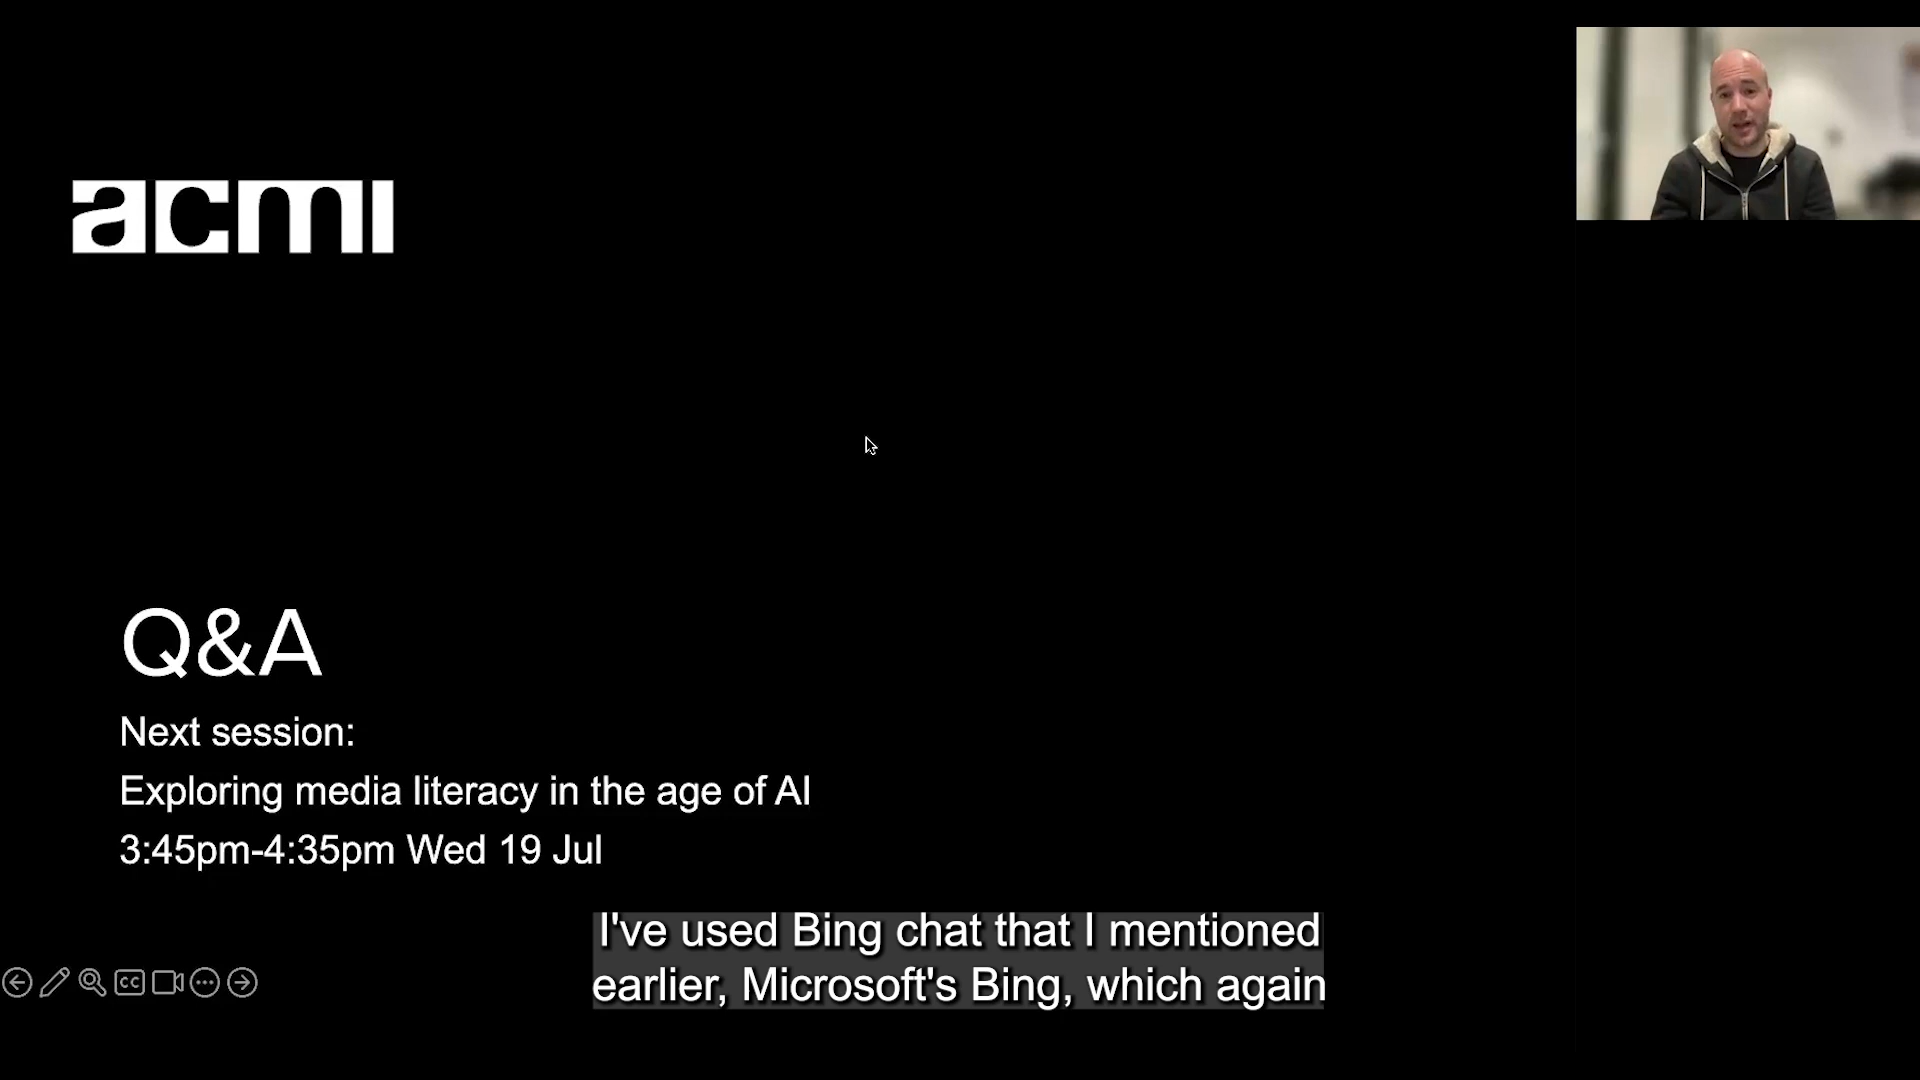 acmi
Q&A
Next session:
Exploring media literacy in the age of AI
3:45pm-4:35pm Wed 19 Jul
I've used Bing chat that I mentioned
earlier, Microsoft's Bing, which again
CC